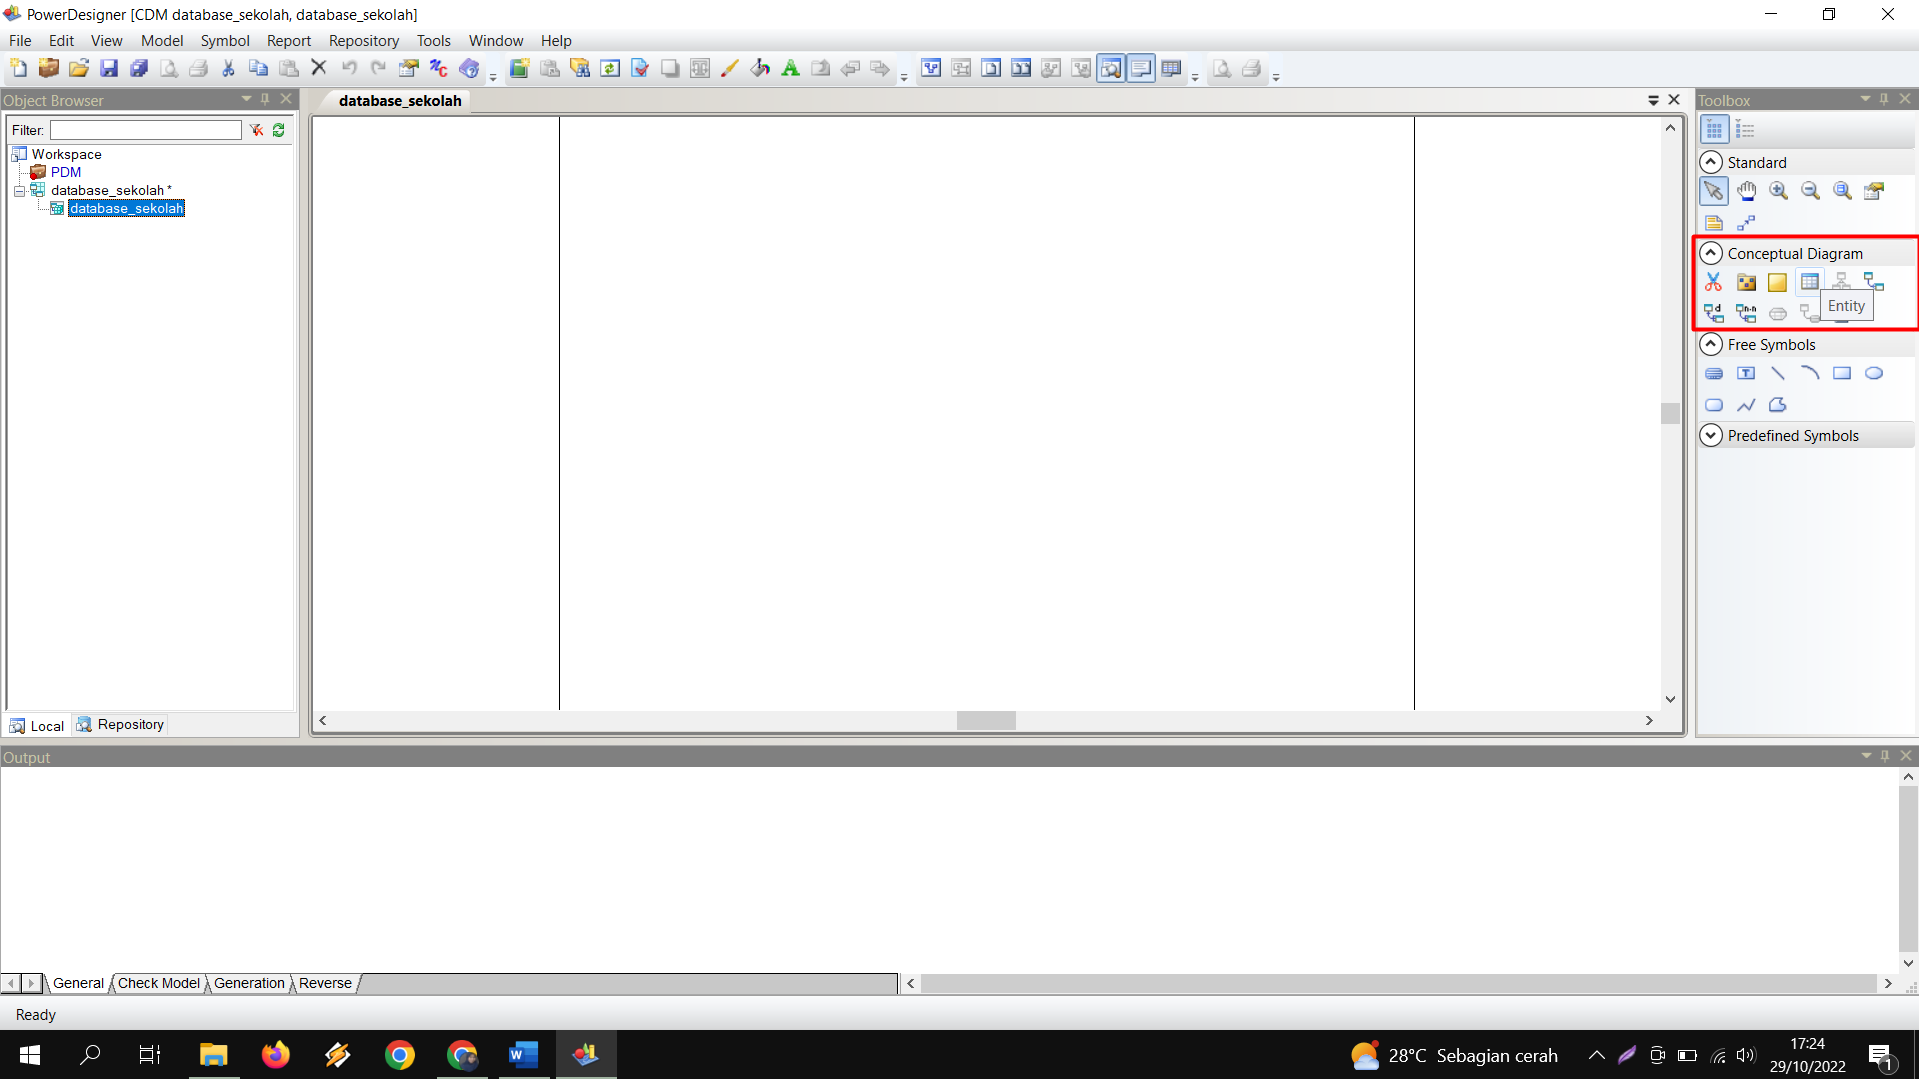 PowerDesigner [CDM database_sekolah, database_sekolah]
File Edit View Model Symbol Report Repository Tools Window Help
Object Browser
database_sekolah
Toolbox
Filter:
Workspace
PDM
database_sekolah *
database_sekolah
Local
Repository
Standard
Conceptual Diagram
Entity
Free Symbols
Predefined Symbols
Output
General Check Model Generation Reverse
Ready
28°C Sebagian cerah
17:24
29/10/2022
1